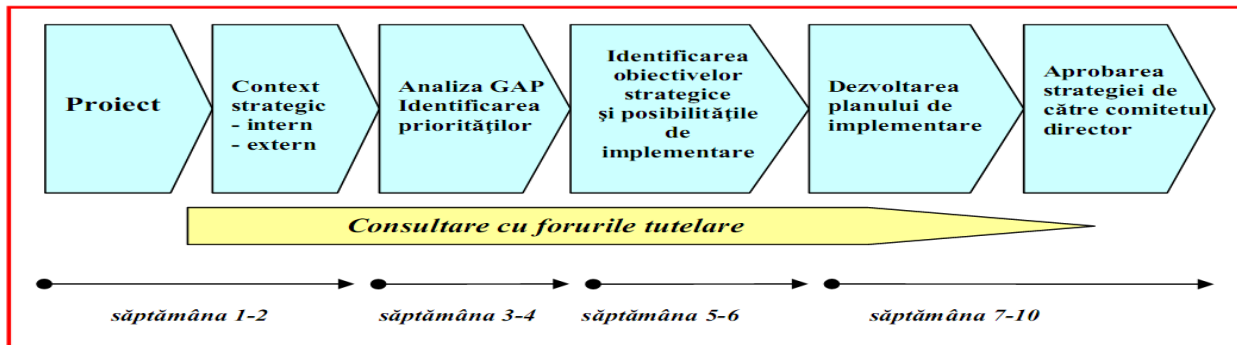 Proiect
Context
strategic
- intern
- extern
Analiza GAP
Identificarea
priorităţilor
Identificarea
obiectivelor
strategice
şi posibilităţile
de
implementare
Dezvoltarea
planului de
implementare
Aprobarea
strategiei de
către comitetul
director
Consultare cu forurile tutelare
săptămâna 1-2
săptămâna 3-4
săptămâna 5-6
săptămâna 7-10